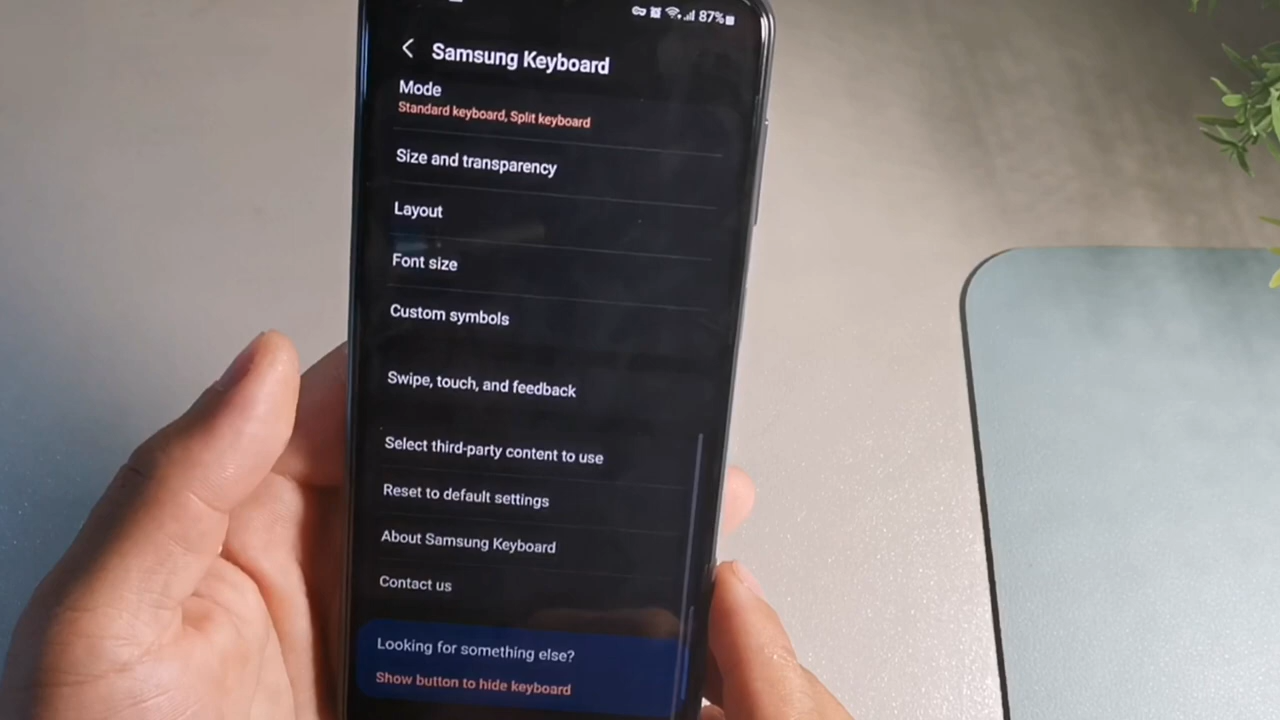 87%
Samsung Keyboard
Mode
Standard keyboard, Split keyboard
Size and transparency
Layout
Font size
Custom symbols
Swipe, touch, and feedback
Select third-party content to use
Reset to default settings
About Samsung Keyboard
Contact us
Looking for something else?
Show button to hide keyboard